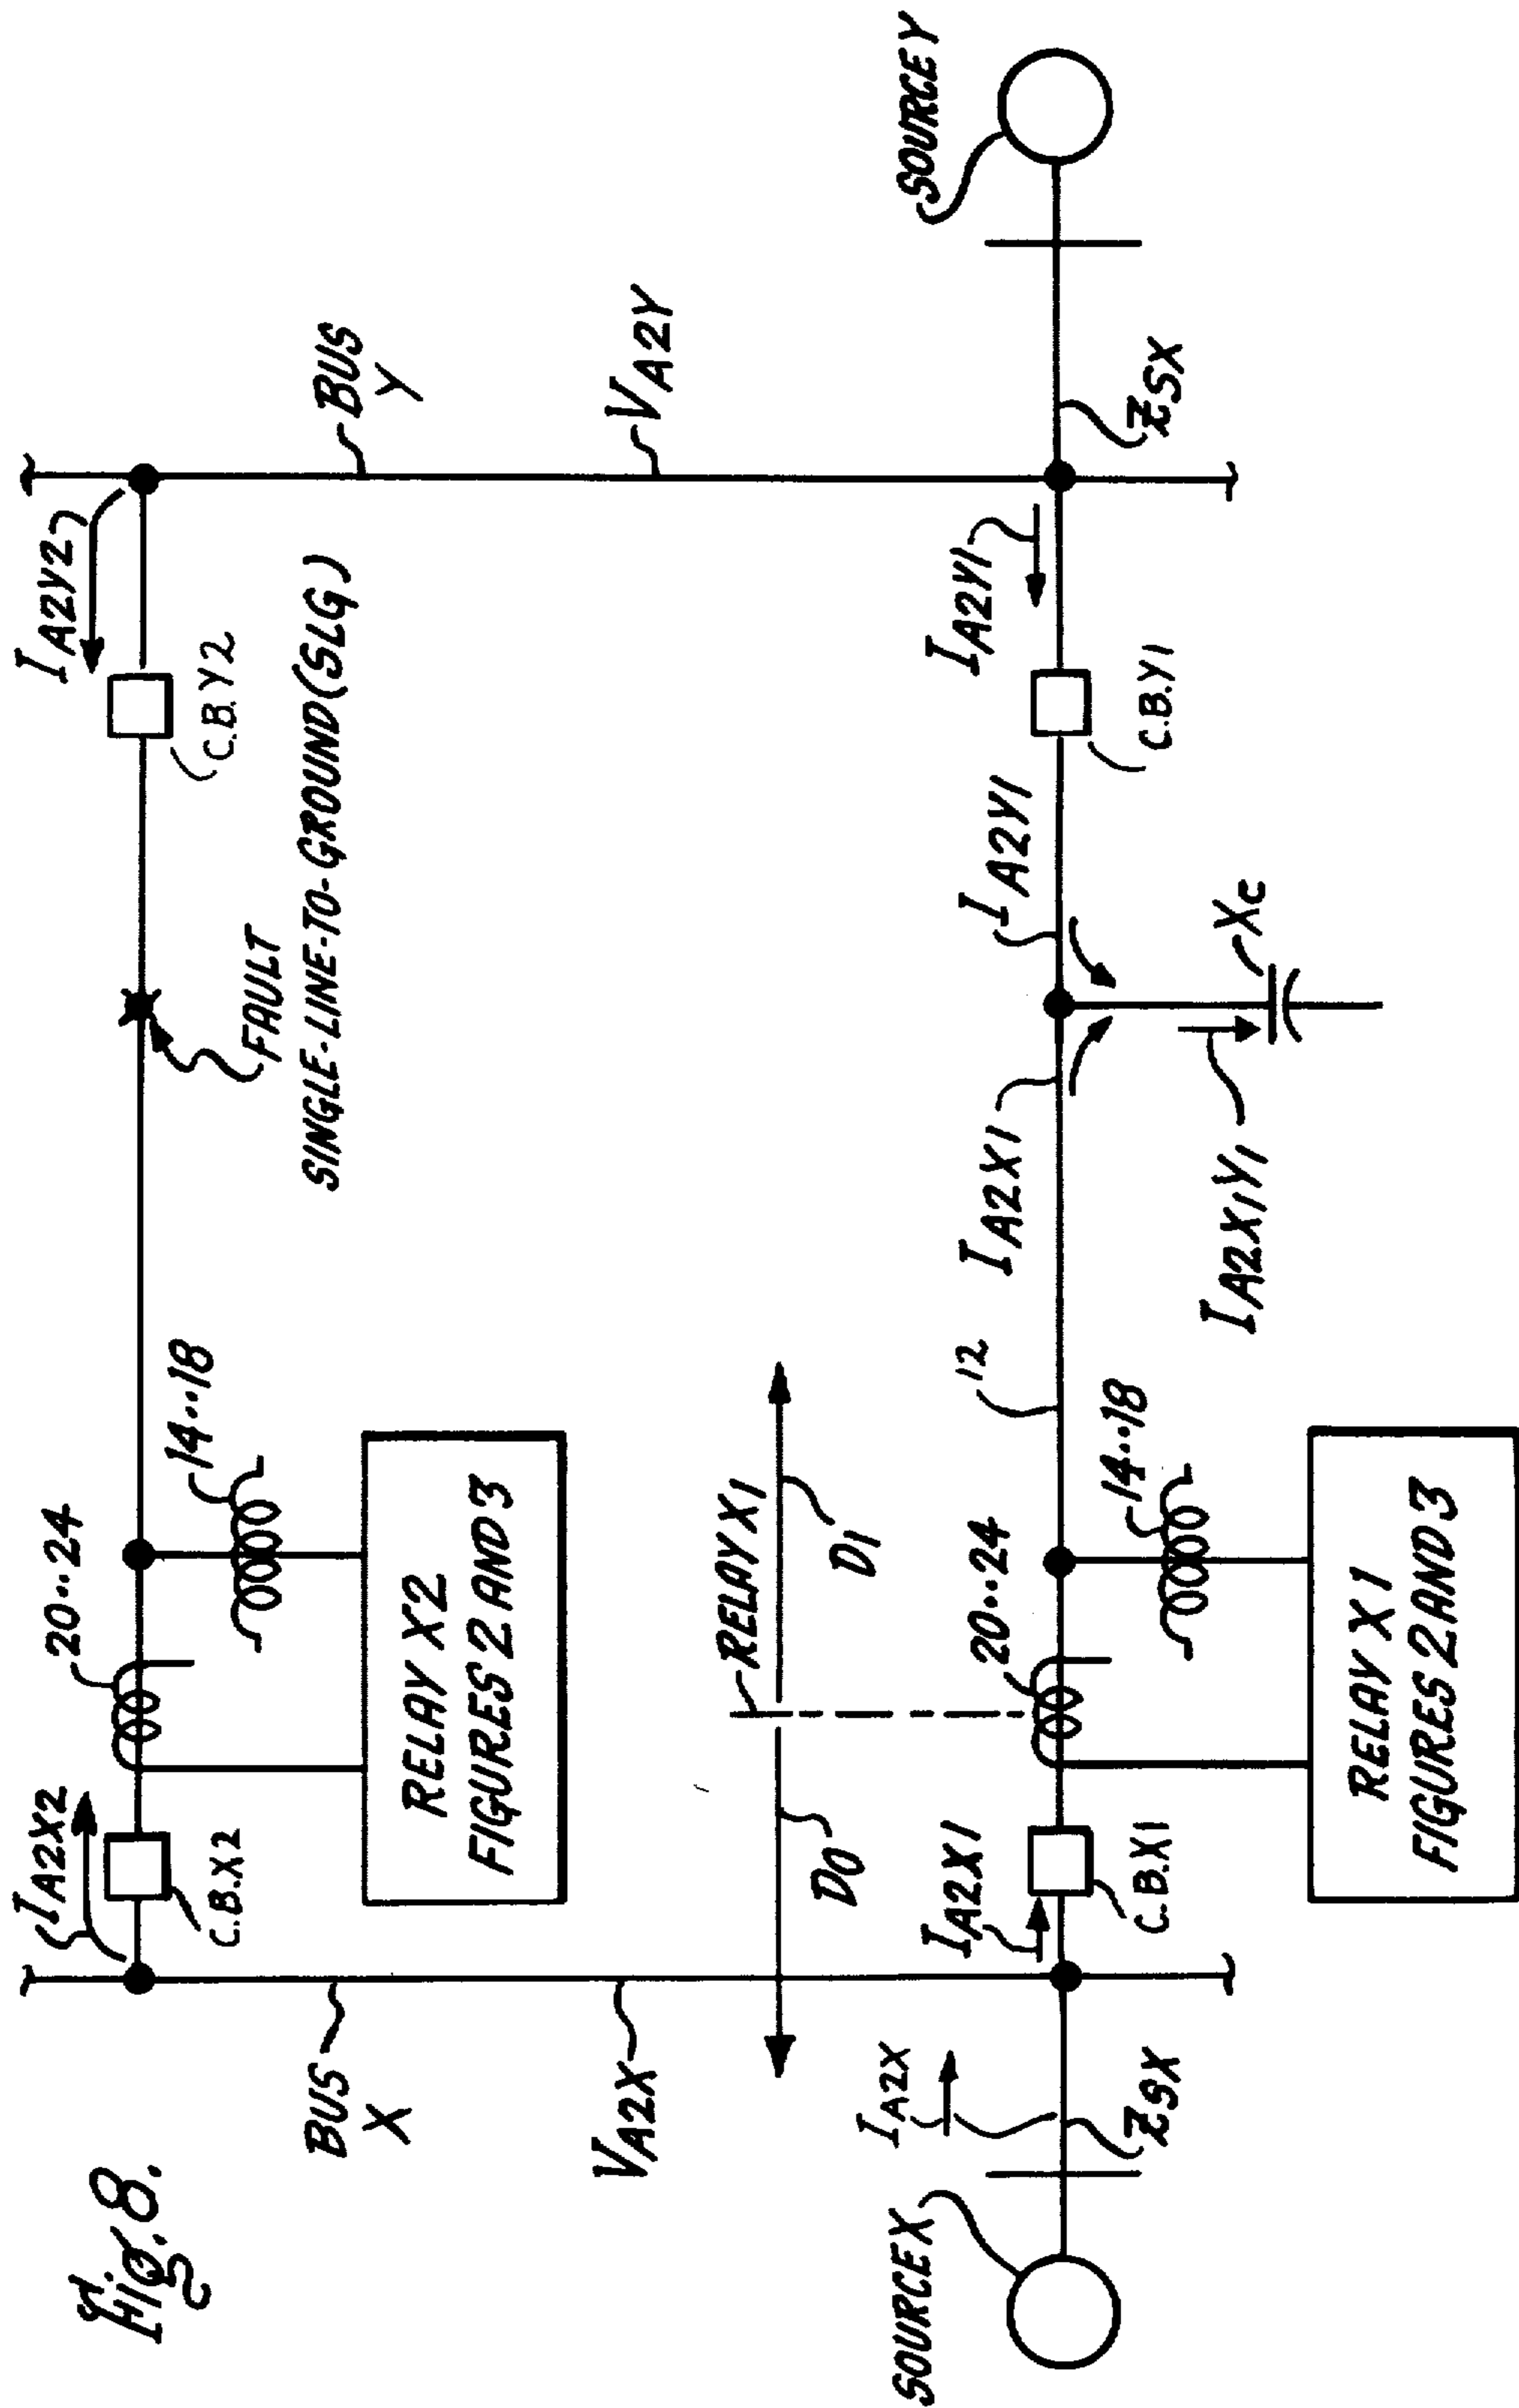 Fig. 8.
IA2X2
C.B.X2
20··24
14··18
RELAY X2
FIGURES 2 AND 3
FAULT
SINGLE-LINE-TO-GROUND (SLG)
IA2Y2
C.B.Y2
BUS
X
VA2X
BUS
Y
VA2Y
RELAY X1
D0
D1
SOURCE X
IA2X
ZSX
IA2X1
C.B.X1
20··24
14··18
RELAY X1
FIGURES 2 AND 3
12
IA2X1
IA2X1Y1
XC
IA2Y1
C.B.Y1
IA2Y1
ZSX
SOURCE Y